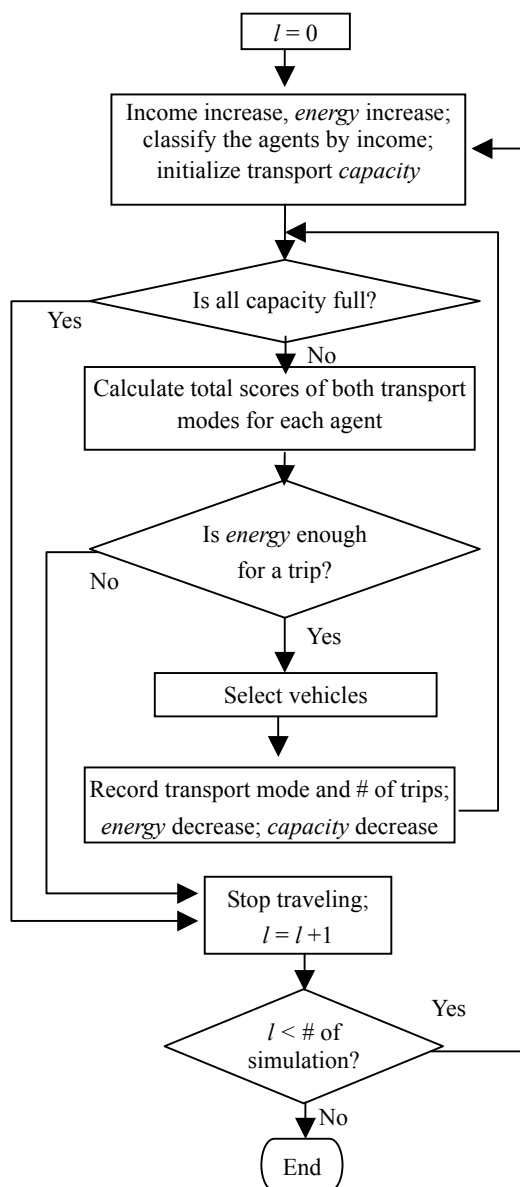 l = 0
Income increase, energy increase;
classify the agents by income;
initialize transport capacity
Is all capacity full?
Yes
No
Calculate total scores of both transport
modes for each agent
Is energy enough
for a trip?
No
Yes
Select vehicles
Record transport mode and # of trips;
energy decrease; capacity decrease
Stop traveling;
l = l +1
l < # of
simulation?
Yes
No
End